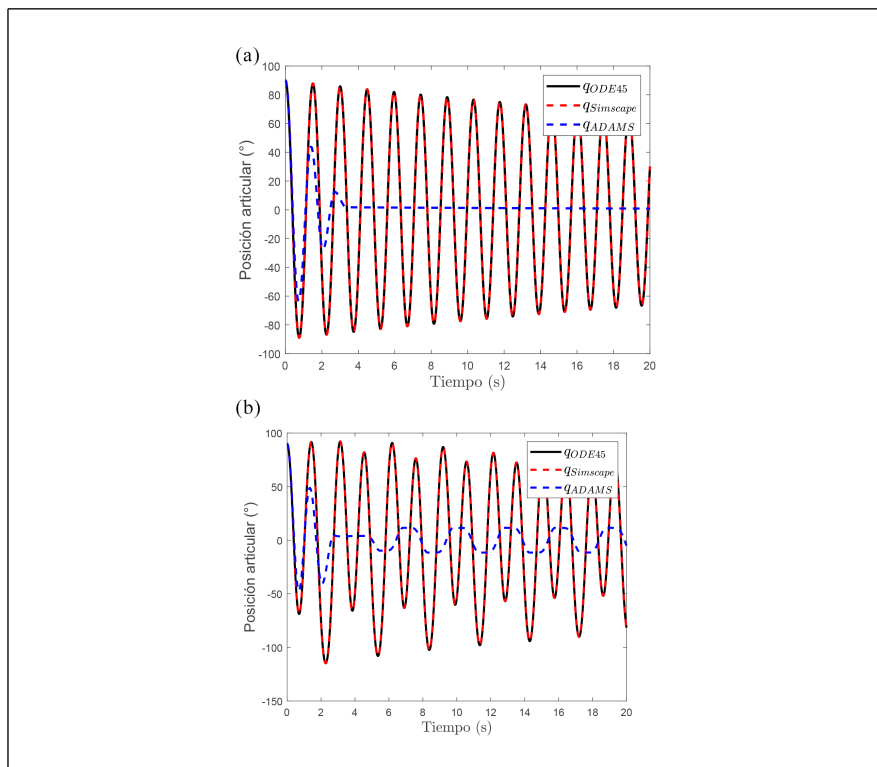 (a)
100
80
60
40
20
0
-20
-40
-60
-80
-100
Posición articular (°)
q_ODE45
q_Simscape
q_ADAMS
0 2 4 6 8 10 12 14 16 18 20
Tiempo (s)
(b)
100
50
0
-50
-100
-150
Posición articular (°)
q_ODE45
q_Simscape
q_ADAMS
0 2 4 6 8 10 12 14 16 18 20
Tiempo (s)